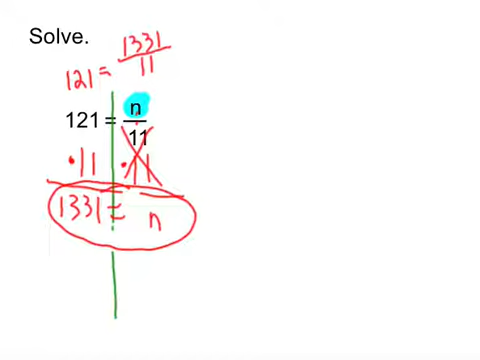 Solve.
121 = 1331/11
121 = n/11
·11 ·11
1331 = n